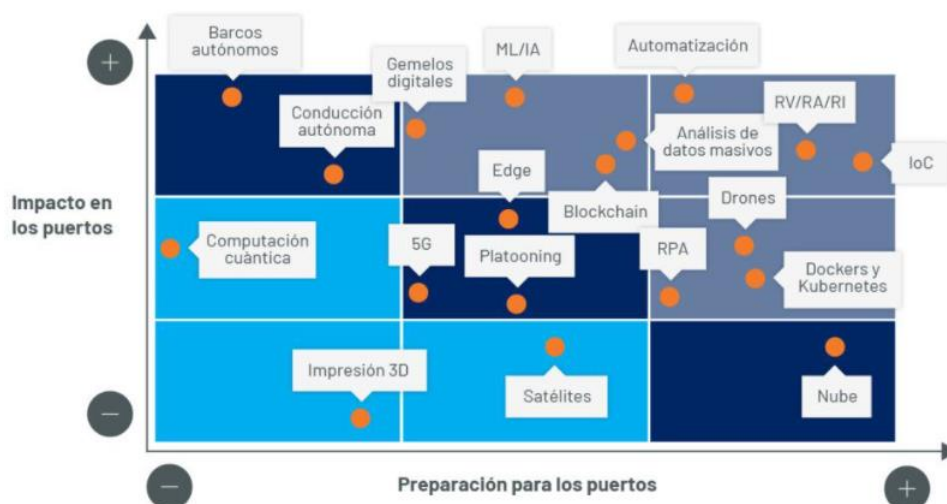 Barcos
autónomos
Gemelos
digitales
ML/IA
Automatización
Conducción
autónoma
RV/RA/RI
Análisis de
datos masivos
IoC
Edge
Blockchain
Drones
Impacto en
los puertos
Computación
cuàntica
5G
Platooning
RPA
Dockers y
Kubernetes
Impresión 3D
Satélites
Nube
Preparación para los puertos
+
−
−
+